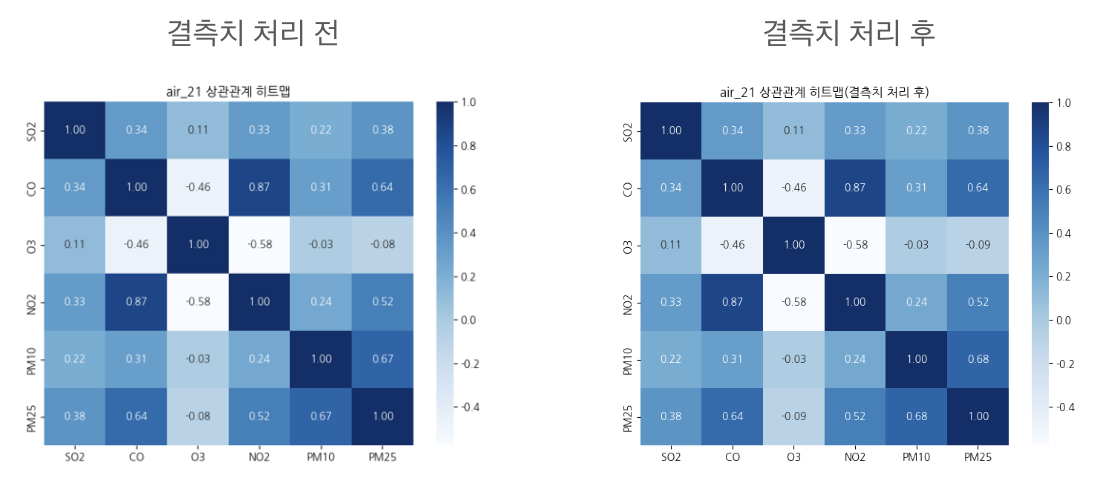 결측치 처리 전
air_21 상관관계 히트맵
SO2 1.00 0.34 0.11 0.33 0.22 0.38
CO 0.34 1.00 -0.46 0.87 0.31 0.64
O3 0.11 -0.46 1.00 -0.58 -0.03 -0.08
NO2 0.33 0.87 -0.58 1.00 0.24 0.52
PM10 0.22 0.31 -0.03 0.24 1.00 0.67
PM25 0.38 0.64 -0.08 0.52 0.67 1.00
SO2 CO O3 NO2 PM10 PM25
1.0
0.8
0.6
0.4
0.2
0.0
-0.2
-0.4
결측치 처리 후
air_21 상관관계 히트맵(결측치 처리 후)
SO2 1.00 0.34 0.11 0.33 0.22 0.38
CO 0.34 1.00 -0.46 0.87 0.31 0.64
O3 0.11 -0.46 1.00 -0.58 -0.03 -0.09
NO2 0.33 0.87 -0.58 1.00 0.24 0.52
PM10 0.22 0.31 -0.03 0.24 1.00 0.68
PM25 0.38 0.64 -0.09 0.52 0.68 1.00
SO2 CO O3 NO2 PM10 PM25
1.0
0.8
0.6
0.4
0.2
0.0
-0.2
-0.4